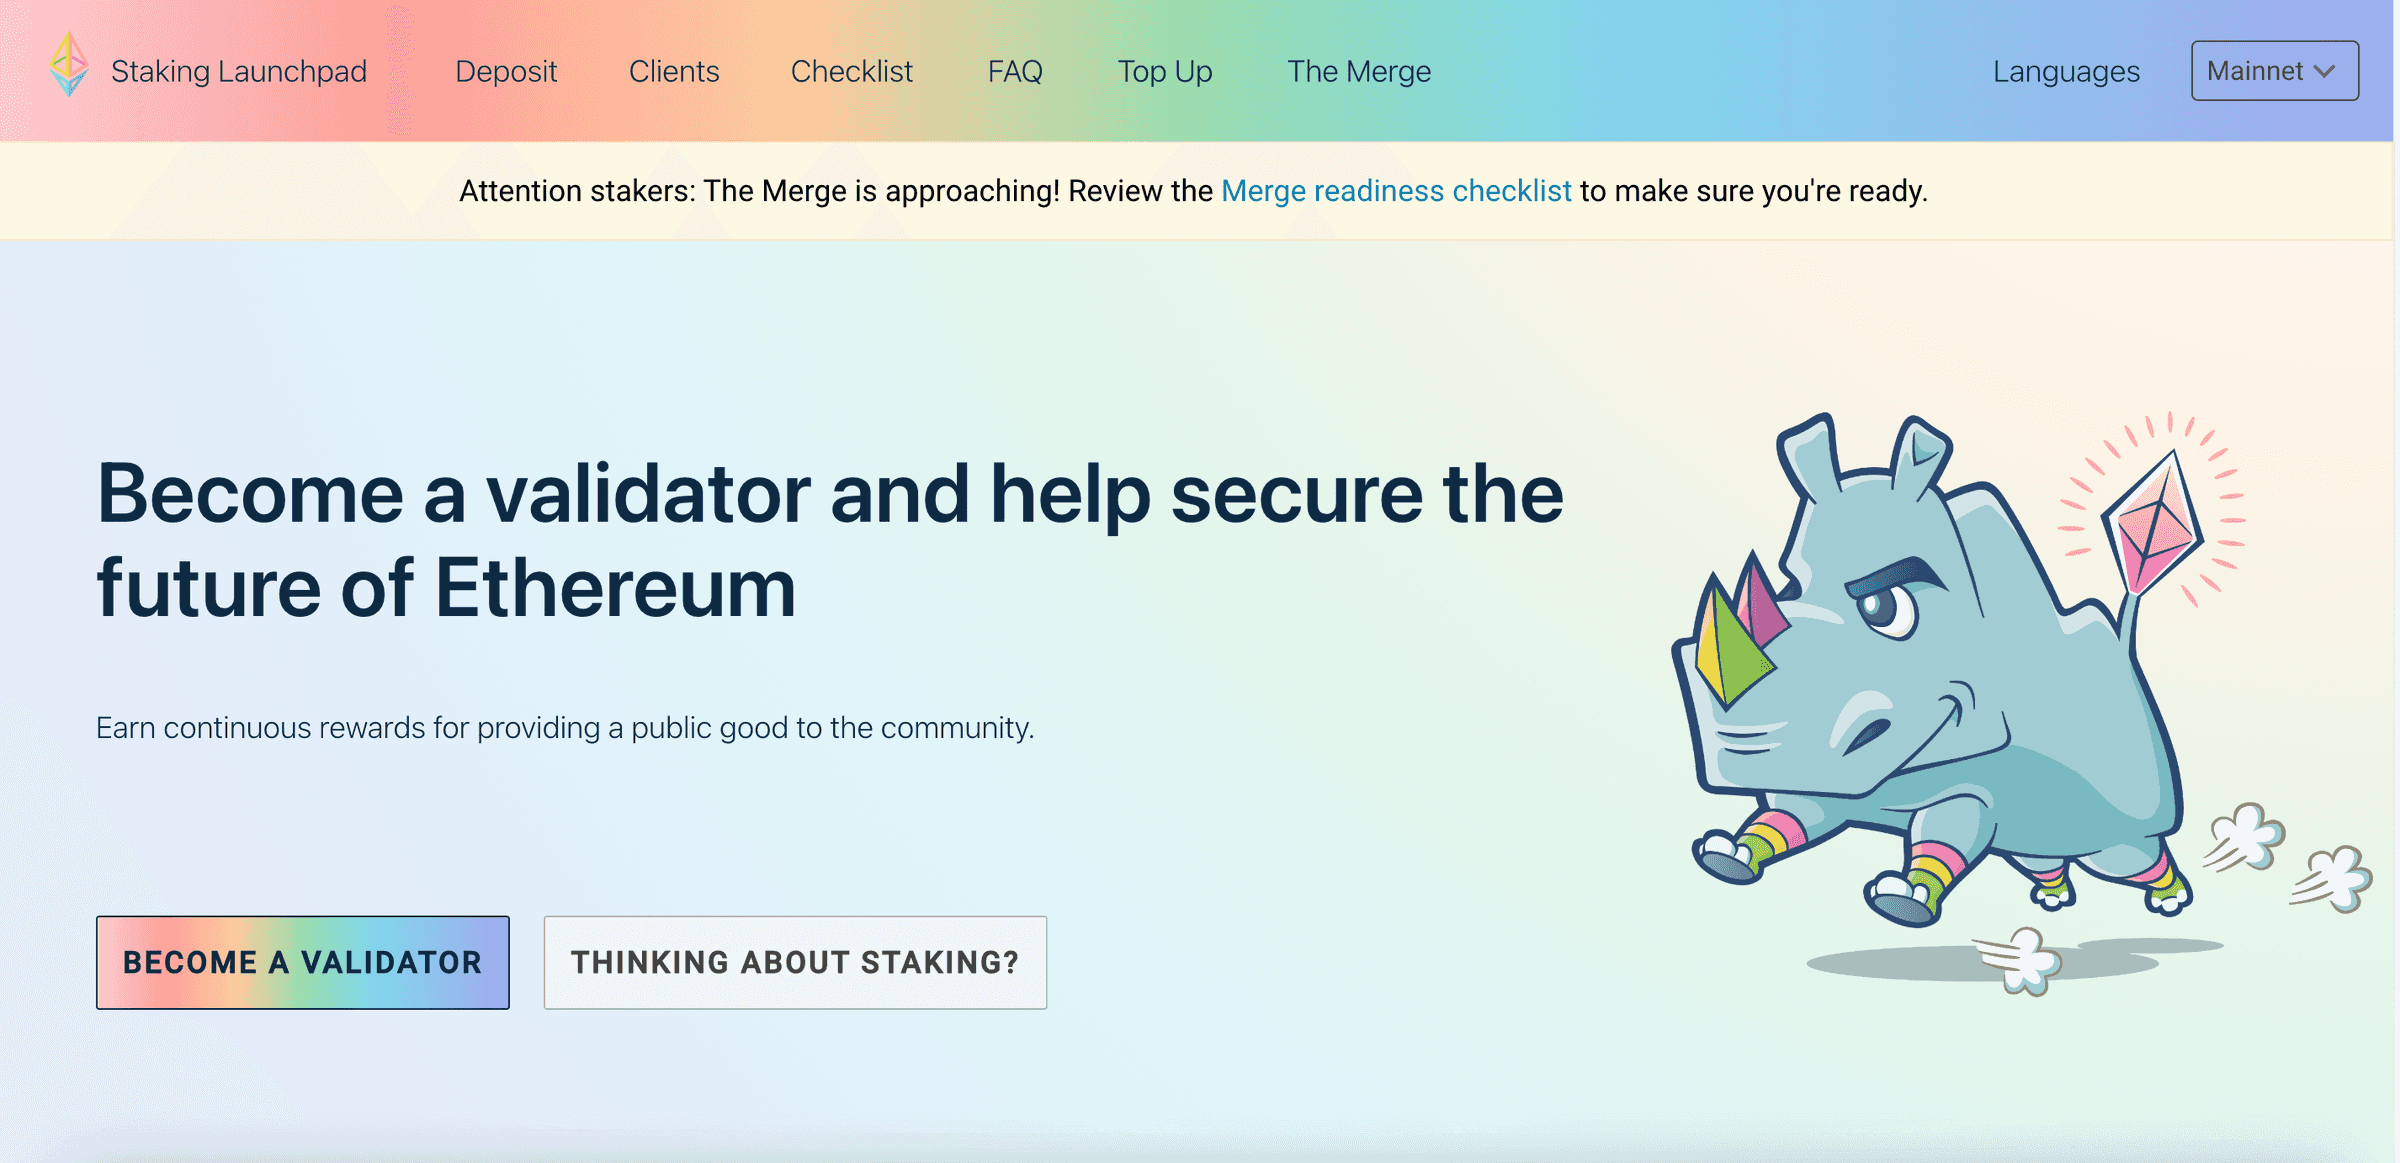 Staking Launchpad Deposit Clients Checklist FAQ Top Up The Merge Languages Mainnet
Attention stakers: The Merge is approaching! Review the Merge readiness checklist to make sure you're ready.
Become a validator and help secure the
future of Ethereum
Earn continuous rewards for providing a public good to the community.
BECOME A VALIDATOR THINKING ABOUT STAKING?